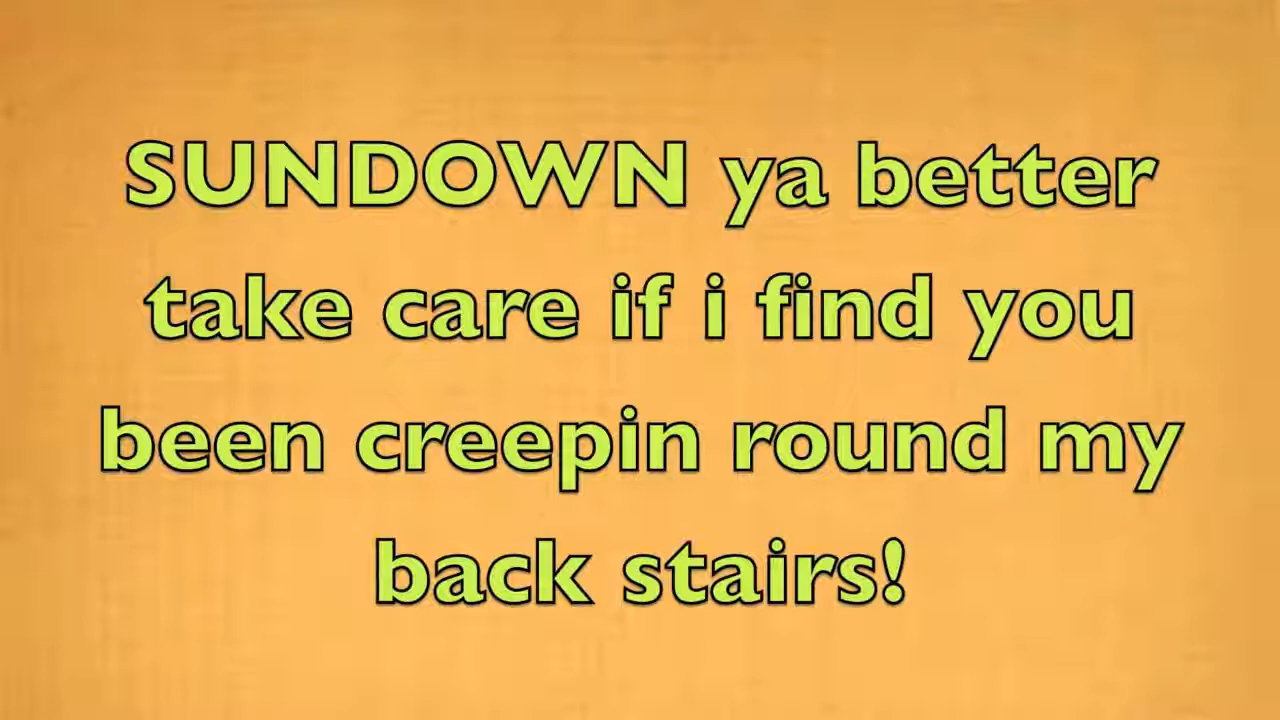 SUNDOWN ya better
take care if i find you
been creepin round my
back stairs!